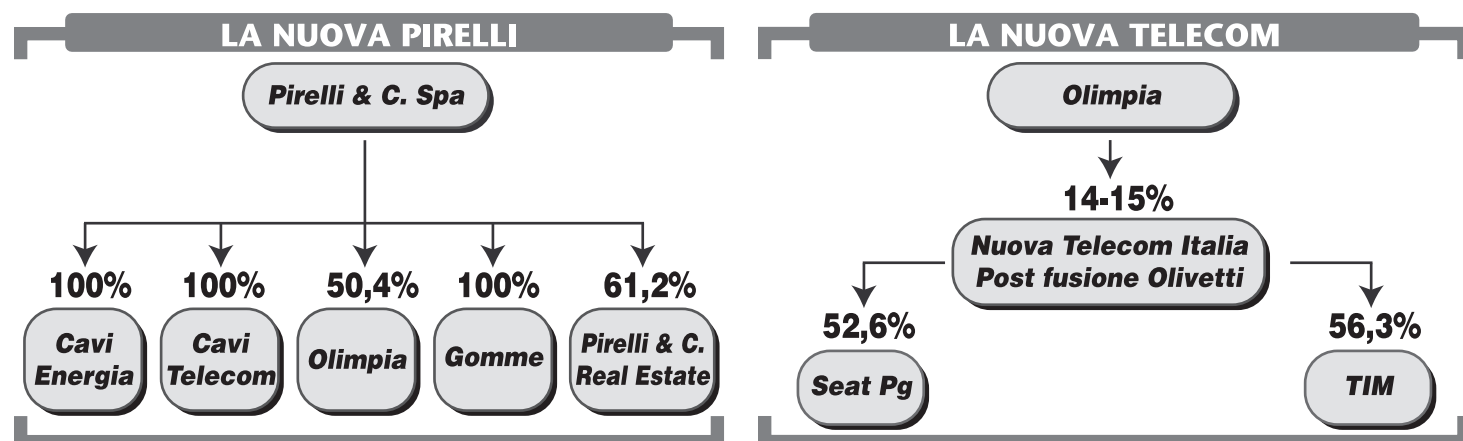 LA NUOVA PIRELLI
Pirelli & C. Spa
100%
100%
50,4%
100%
61,2%
Cavi
Energia
Cavi
Telecom
Olimpia
Gomme
Pirelli & C.
Real Estate
LA NUOVA TELECOM
Olimpia
14-15%
Nuova Telecom Italia
Post fusione Olivetti
52,6%
56,3%
Seat Pg
TIM